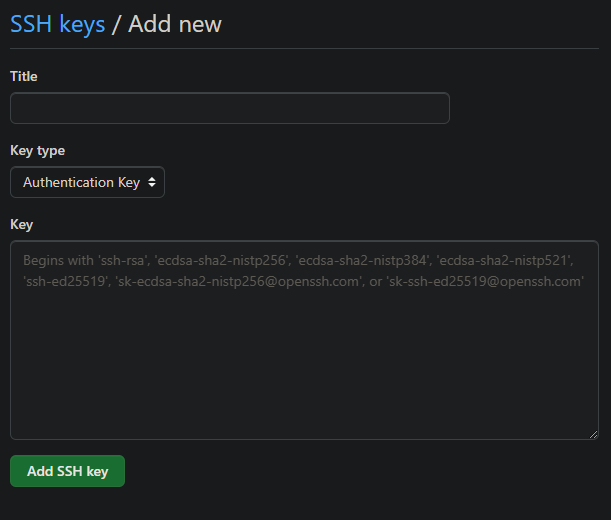 SSH keys / Add new
Title
Key type
Authentication Key
Key
Begins with 'ssh-rsa', 'ecdsa-sha2-nistp256', 'ecdsa-sha2-nistp384', 'ecdsa-sha2-nistp521',
'ssh-ed25519', 'sk-ecdsa-sha2-nistp256@openssh.com', or 'sk-ssh-ed25519@openssh.com'
Add SSH key